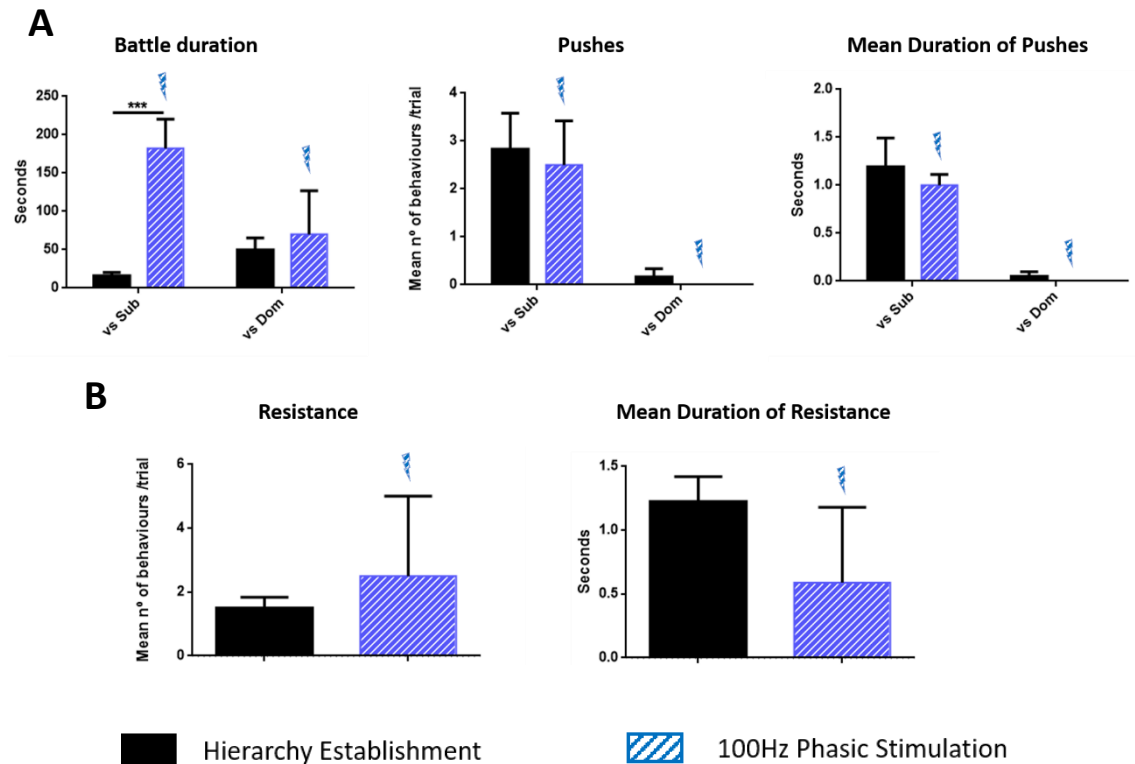 A
Battle duration
Pushes
Mean Duration of Pushes
Seconds
250
200
150
100
50
0
***
vs Sub
vs Dom
Mean nº of behaviours /trial
4
3
2
1
0
vs Sub
vs Dom
Seconds
2.0
1.5
1.0
0.5
0.0
vs Sub
vs Dom
B
Resistance
Mean Duration of Resistance
Mean nº of behaviours /trial
6
4
2
0
Seconds
1.5
1.0
0.5
0.0
Hierarchy Establishment
100Hz Phasic Stimulation